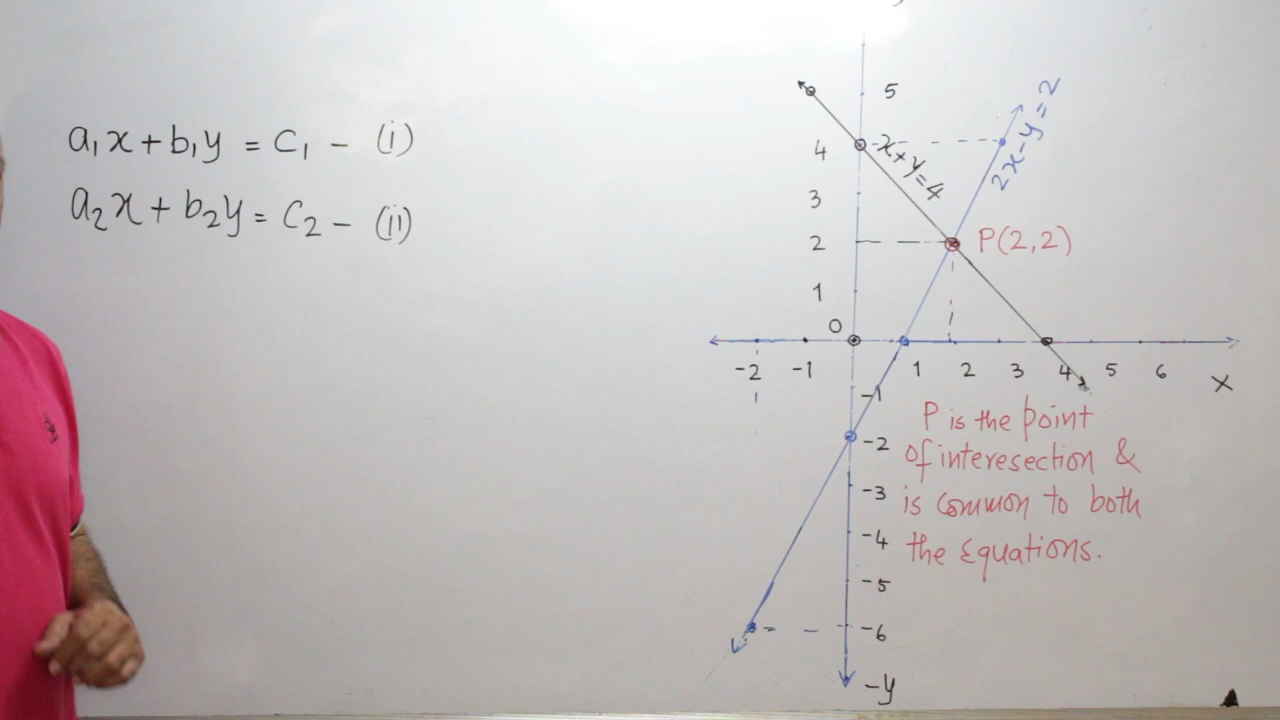 a₁x + b₁y = c₁ – (i)
a₂x + b₂y = c₂ – (ii)
5
4
3
2
1
0
x+y=4
2x-y=2
P(2,2)
-2 -1 1 2 3 4 5 6 X
-1
-2
-3
-4
-5
-6
-y
P is the point
of interesection &
is common to both
the Equations.